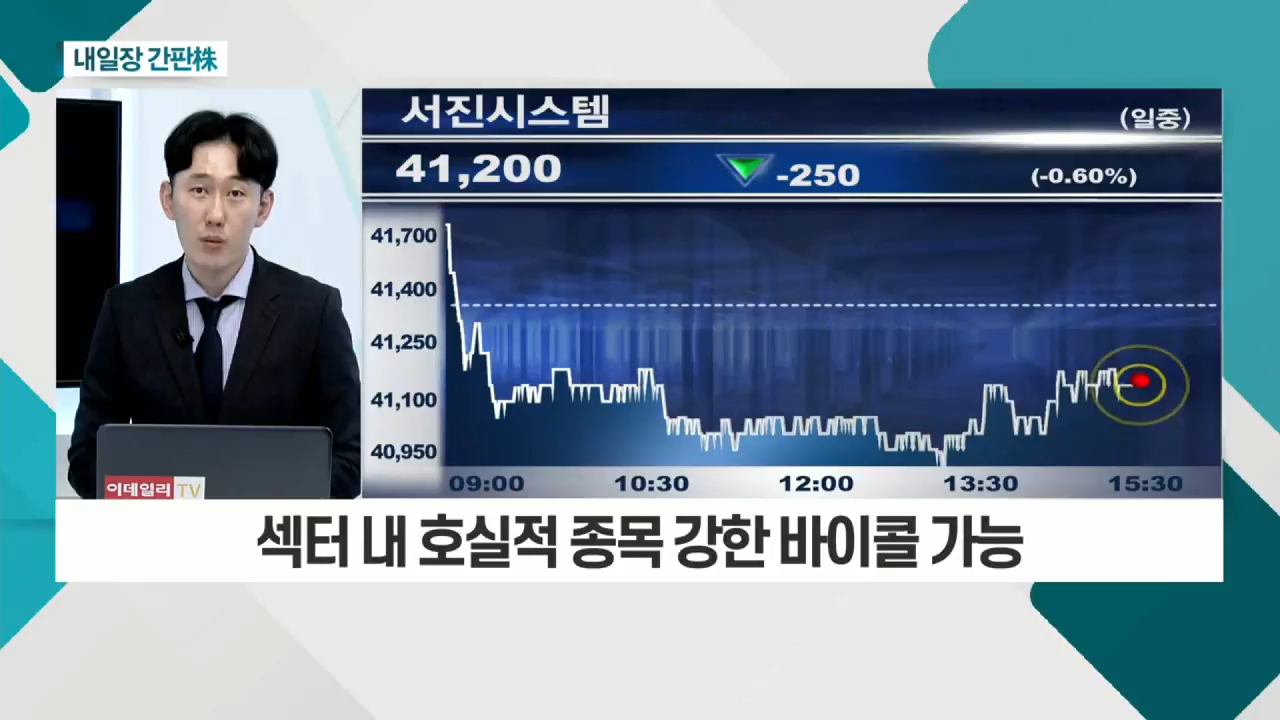 내일장 간판株
서진시스템
(일중)
41,200
-250
(-0.60%)
41,700
41,400
41,250
41,100
40,950
09:00 10:30 12:00 13:30 15:30
이데일리 TV
섹터 내 호실적 종목 강한 바이콜 가능